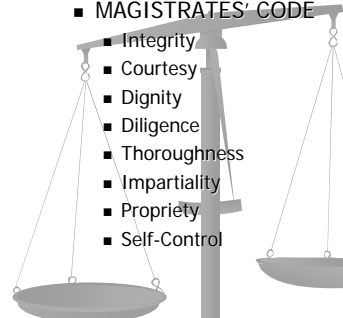 ▪ MAGISTRATES’ CODE
▪ Integrity
▪ Courtesy
▪ Dignity
▪ Diligence
▪ Thoroughness
▪ Impartiality
▪ Propriety
▪ Self-Control